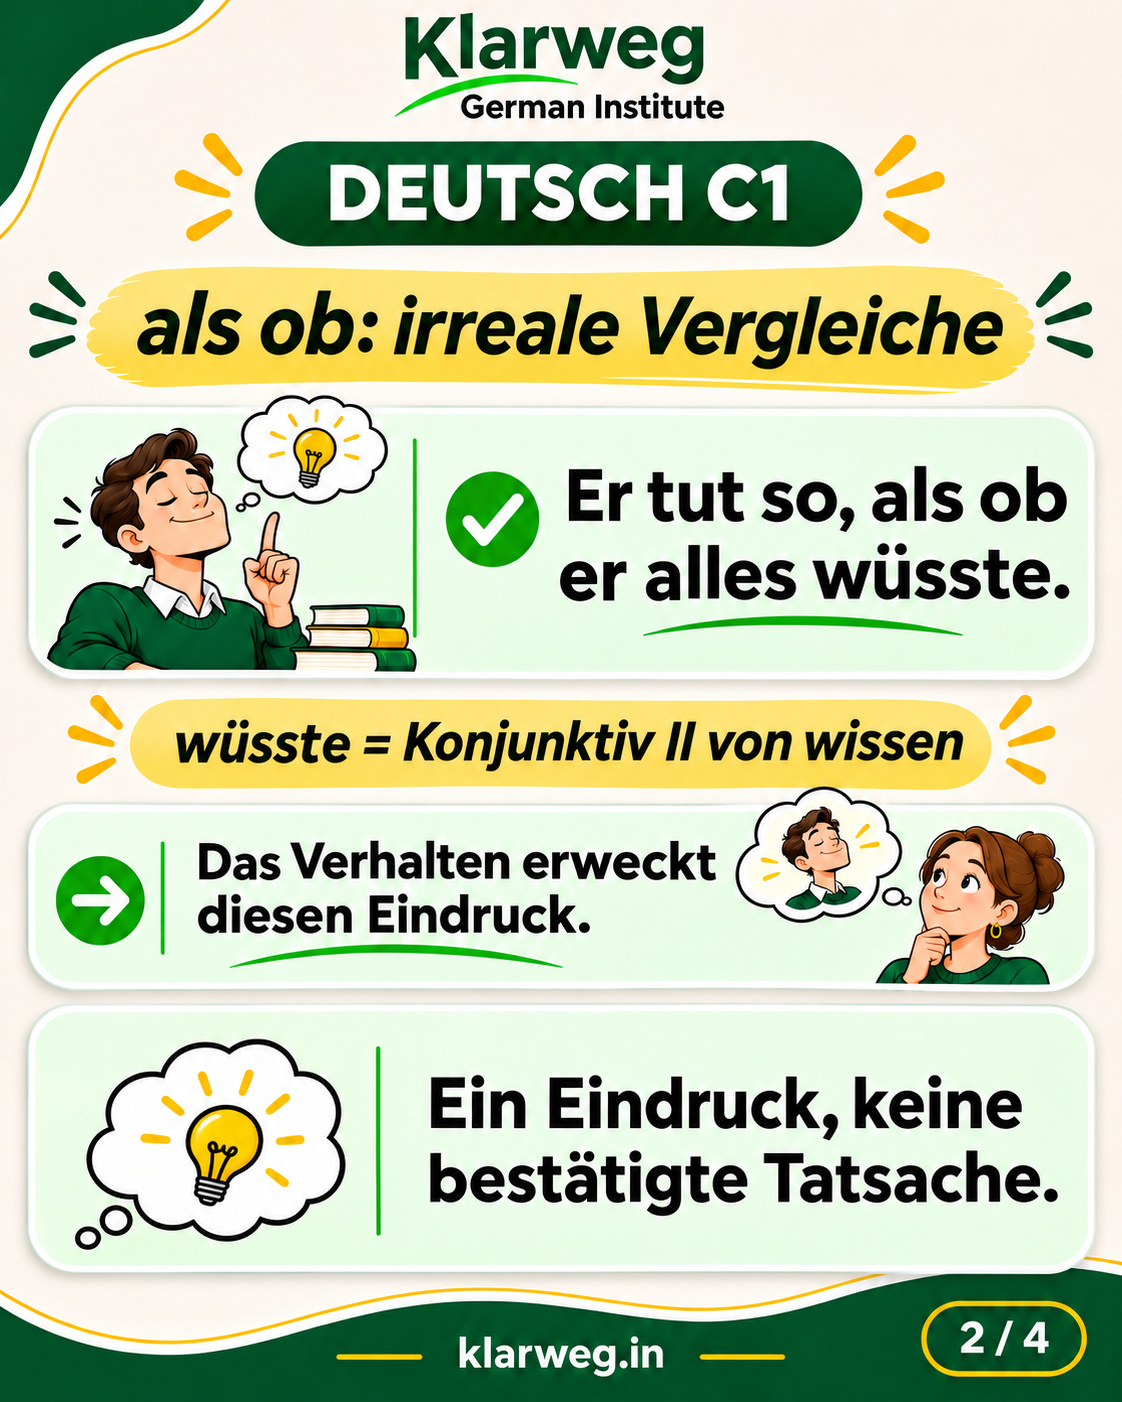 Klarweg
German Institute
DEUTSCH C1
als ob: irreale Vergleiche
Er tut so, als ob
er alles wüsste.
wüsste = Konjunktiv II von wissen
Das Verhalten erweckt
diesen Eindruck.
Ein Eindruck, keine
bestätigte Tatsache.
klarweg.in
2 / 4